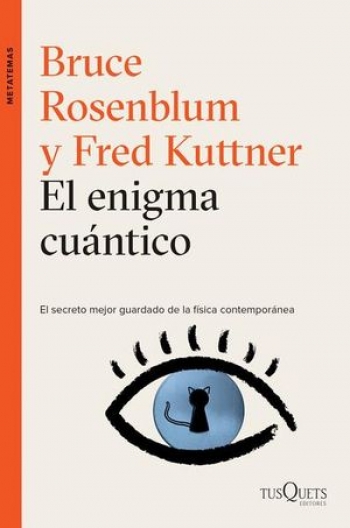 METATEMAS
Bruce
Rosenblum
y Fred Kuttner
El enigma
cuántico
El secreto mejor guardado de la física contemporánea
TUSQUETS
EDITORES